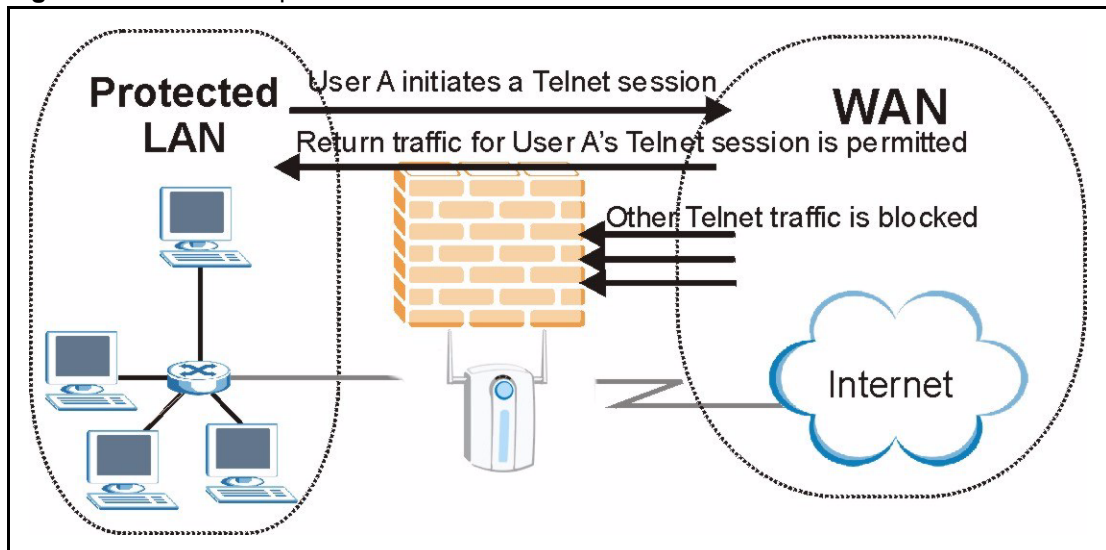 Protected
LAN
User A initiates a Telnet session
WAN
Return traffic for User A's Telnet session is permitted
Other Telnet traffic is blocked
Internet